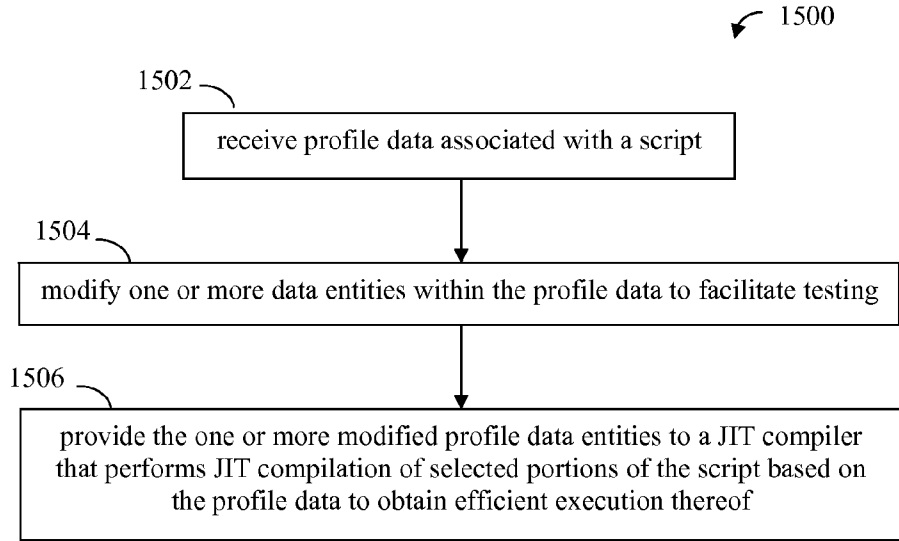 1500
1502
receive profile data associated with a script
1504
modify one or more data entities within the profile data to facilitate testing
1506
provide the one or more modified profile data entities to a JIT compiler
that performs JIT compilation of selected portions of the script based on
the profile data to obtain efficient execution thereof